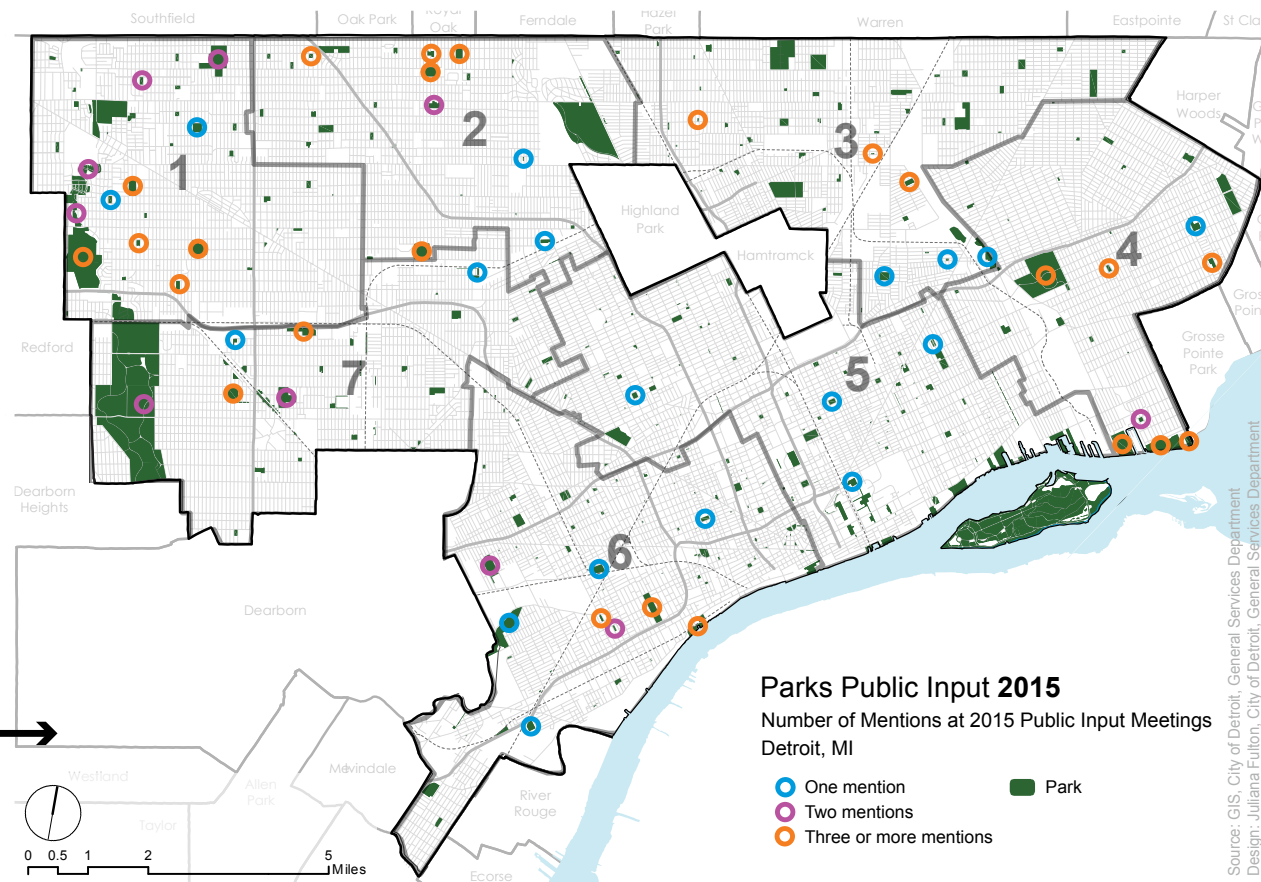 Southfield
Oak Park
Royal
Oak
Ferndale
Hazel
Park
Warren
Eastpointe
St Cla
Harper
Woods
1
2
3
4
Highland
Park
Hamtramck
Redford
7
5
Grosse
Pointe
Park
Dearborn
Heights
6
Dearborn
Parks Public Input 2015
Number of Mentions at 2015 Public Input Meetings
Detroit, MI
One mention
Two mentions
Three or more mentions
Park
Westland
Allen
Park
Taylor
River
Rouge
Ecorse
0 0.5 1 2 5
Miles
Source: GIS, City of Detroit, General Services Department
Design: Juliana Fulton, City of Detroit, General Services Department